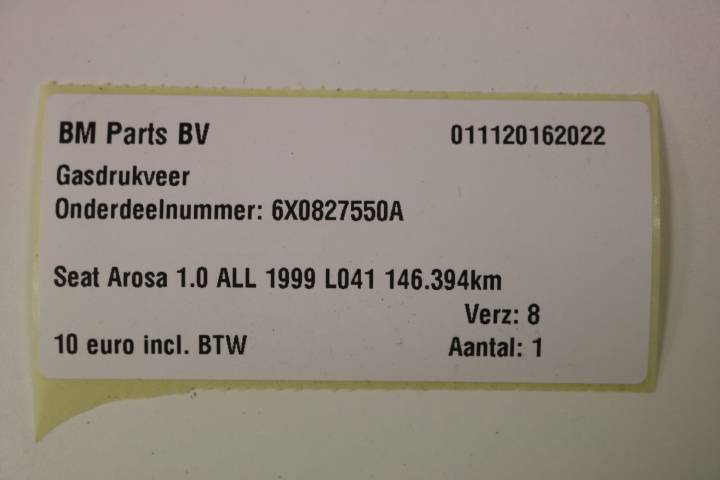 BM Parts BV 011120162022
Gasdrukveer
Onderdeelnummer: 6X0827550A
Seat Arosa 1.0 ALL 1999 L041 146.394km
Verz: 8
10 euro incl. BTW Aantal: 1